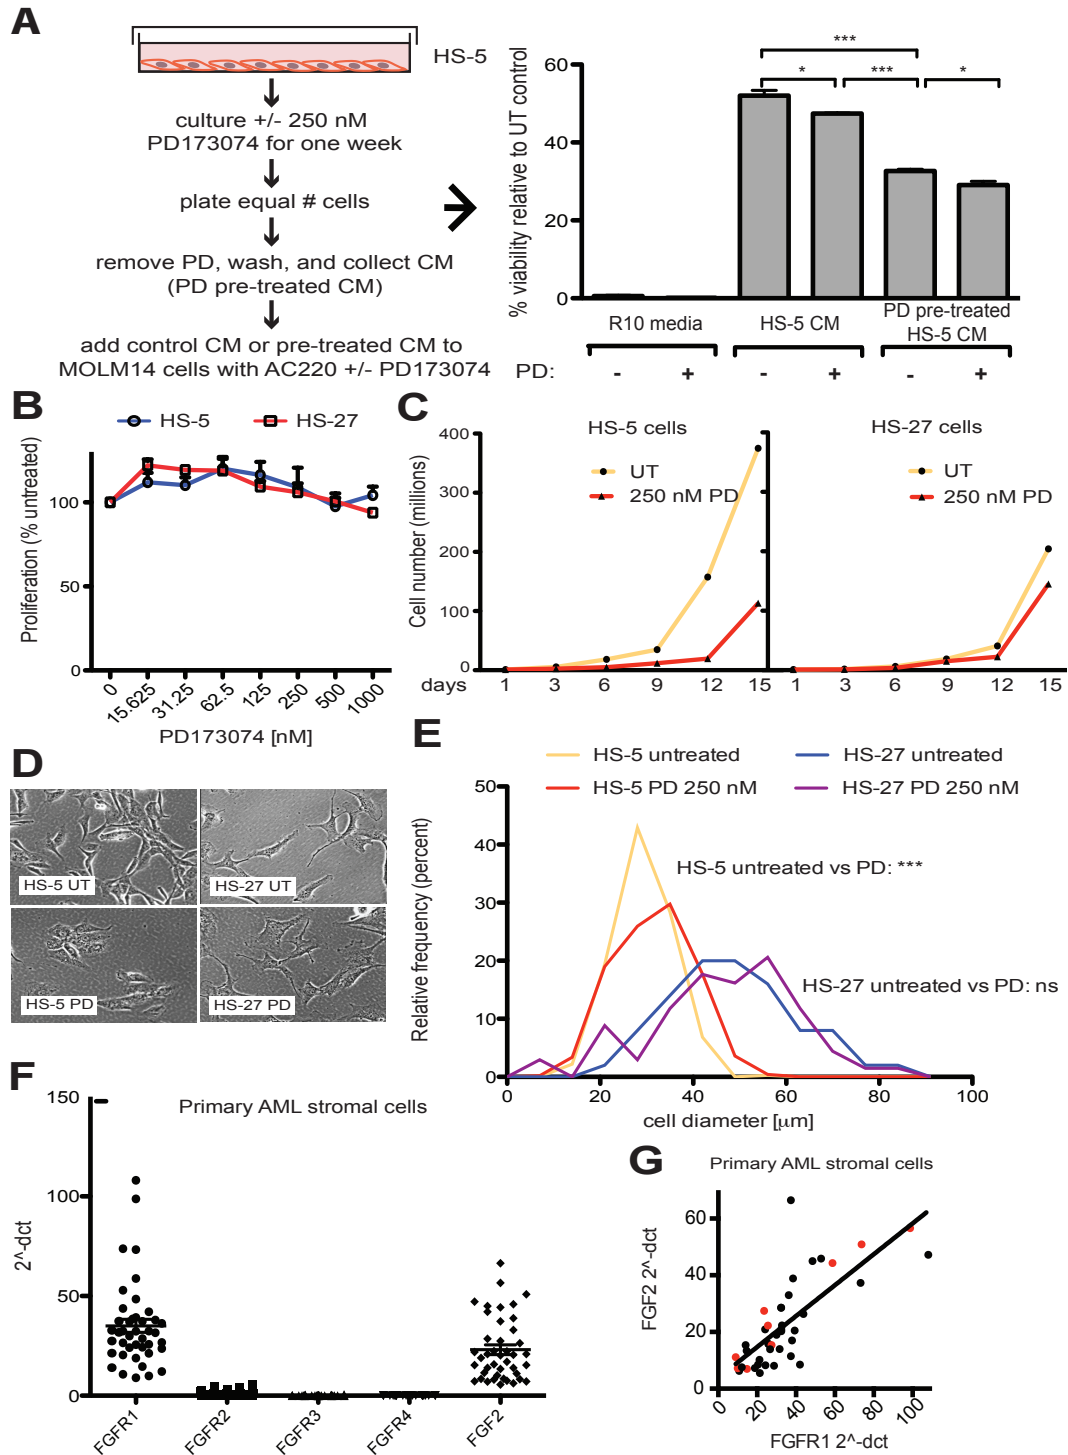 A
HS-5
culture +/- 250 nM
PD173074 for one week
plate equal # cells
remove PD, wash, and collect CM
(PD pre-treated CM)
add control CM or pre-treated CM to
MOLM14 cells with AC220 +/- PD173074
% viability relative to UT control
60
40
20
0
***
* *** *
R10 media
HS-5 CM
PD pre-treated
HS-5 CM
PD: - + - + - +
B
HS-5 HS-27
Proliferation (% untreated)
100
50
0
0 15.625 31.25 62.5 125 250 500 1000
PD173074 [nM]
C
HS-5 cells
UT
250 nM PD
HS-27 cells
UT
250 nM PD
Cell number (millions)
400
300
200
100
0
days 1 3 6 9 12 15 1 3 6 9 12 15
D
HS-5 UT
HS-27 UT
HS-5 PD
HS-27 PD
E
HS-5 untreated
HS-27 untreated
HS-5 PD 250 nM
HS-27 PD 250 nM
Relative frequency (percent)
50
40
30
20
10
0
HS-5 untreated vs PD: ***
HS-27 untreated vs PD: ns
0 20 40 60 80 100
cell diameter [µm]
F
Primary AML stromal cells
2^-dct
150
100
50
0
FGFR1 FGFR2 FGFR3 FGFR4 FGF2
G
Primary AML stromal cells
FGF2 2^-dct
60
40
20
0
0 20 40 60 80 100
FGFR1 2^-dct